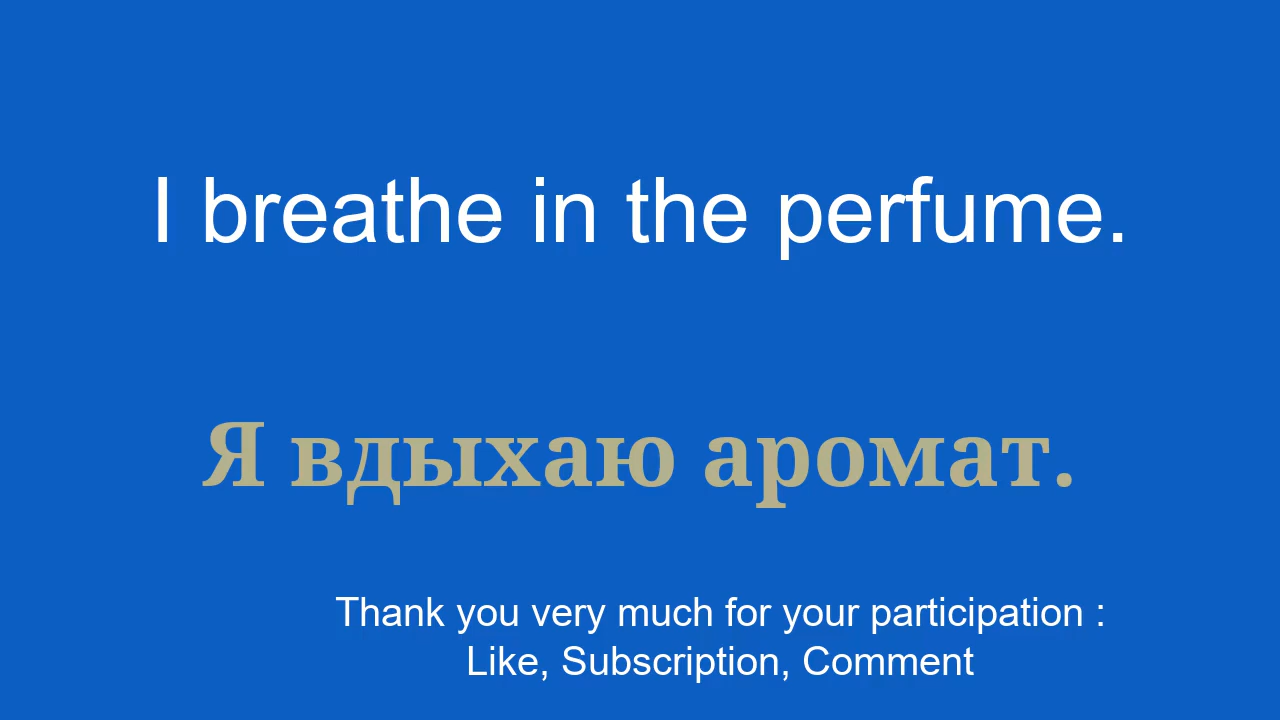 I breathe in the perfume.
Я вдыхаю аромат.
Thank you very much for your participation :
Like, Subscription, Comment